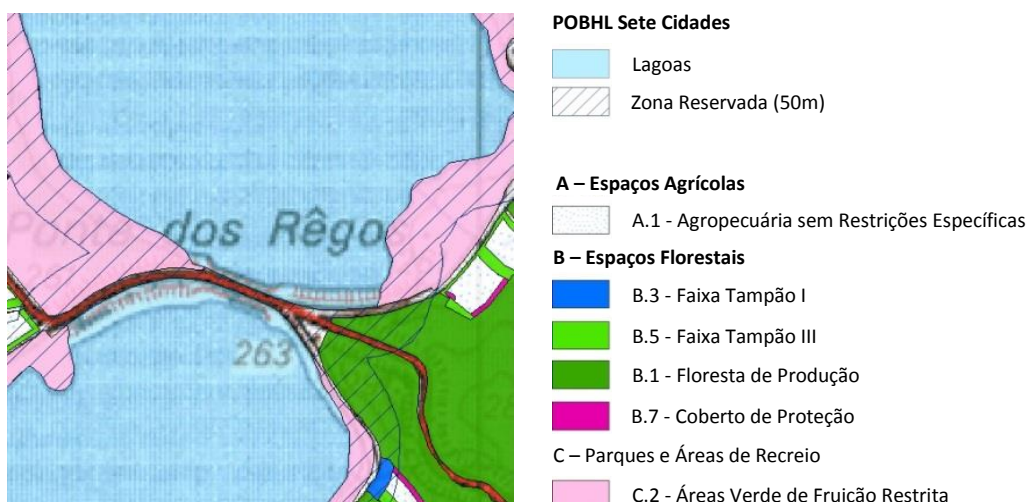 POBHL Sete Cidades
Lagoas
Zona Reservada (50m)
A – Espaços Agrícolas
A.1 - Agropecuária sem Restrições Específicas
B – Espaços Florestais
B.3 - Faixa Tampão I
B.5 - Faixa Tampão III
B.1 - Floresta de Produção
B.7 - Coberto de Proteção
C – Parques e Áreas de Recreio
C.2 - Áreas Verde de Fruição Restrita
dos Rêgos
263